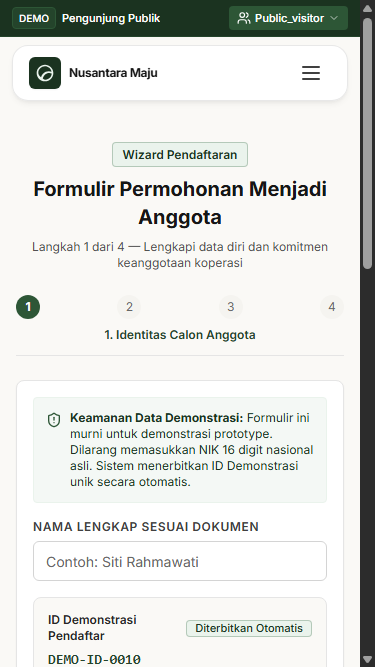 DEMO Pengunjung Publik Public_visitor
Nusantara Maju
Wizard Pendaftaran
Formulir Permohonan Menjadi
Anggota
Langkah 1 dari 4 — Lengkapi data diri dan komitmen
keanggotaan koperasi
1 2 3 4
1. Identitas Calon Anggota
Keamanan Data Demonstrasi: Formulir ini
murni untuk demonstrasi prototype.
Dilarang memasukkan NIK 16 digit nasional
asli. Sistem menerbitkan ID Demonstrasi
unik secara otomatis.
NAMA LENGKAP SESUAI DOKUMEN
Contoh: Siti Rahmawati
ID Demonstrasi
Pendaftar
Diterbitkan Otomatis
DEMO-ID-0010